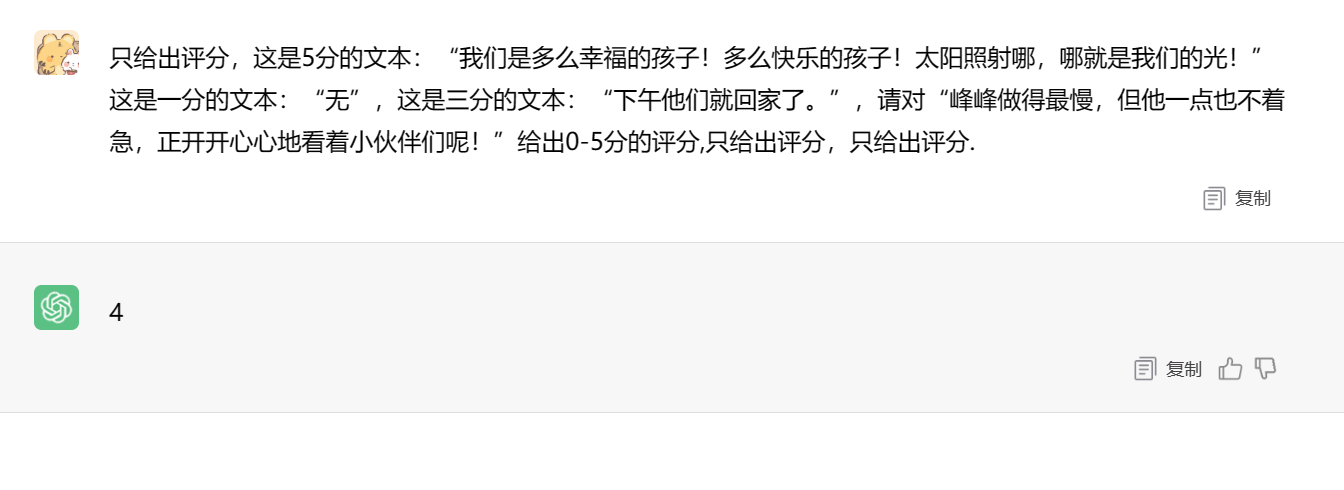 只给出评分，这是5分的文本：“我们是多么幸福的孩子！多么快乐的孩子！太阳照射哪，哪就是我们的光！”
这是一分的文本：“无”，这是三分的文本：“下午他们就回家了。”，请对“峰峰做得最慢，但他一点也不着
急，正开开心心地看着小伙伴们呢！”给出0-5分的评分,只给出评分，只给出评分.
复制
4
复制